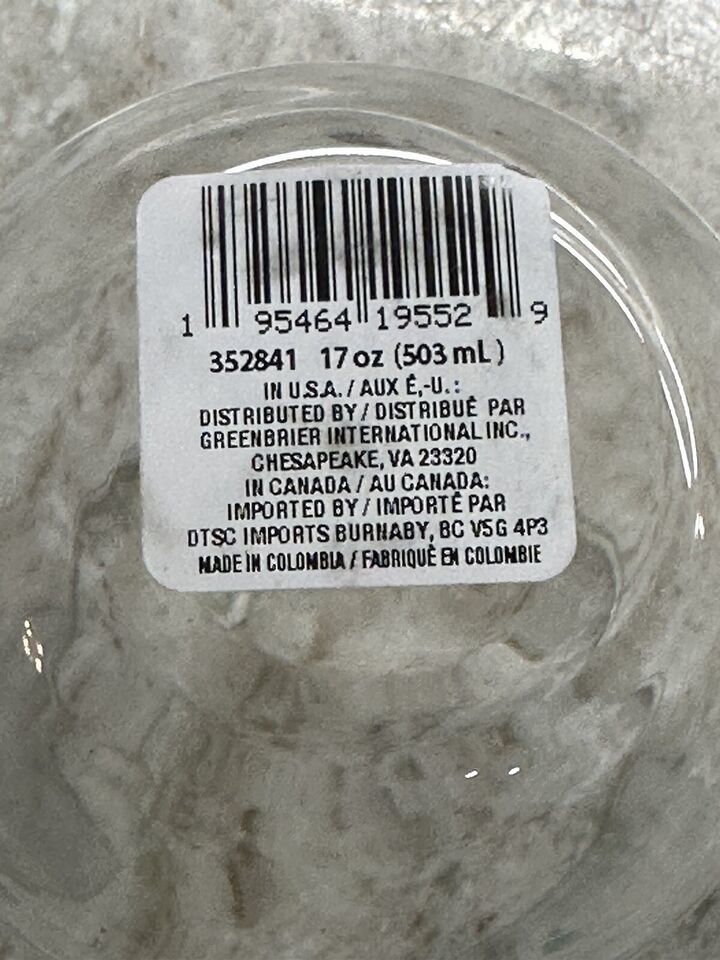 1 95464 19552 9
352841 17 oz (503 mL)
IN U.S.A. / AUX É,-U. :
DISTRIBUTED BY / DISTRIBUÉ PAR
GREENBRIER INTERNATIONAL INC.,
CHESAPEAKE, VA 23320
IN CANADA / AU CANADA:
IMPORTED BY / IMPORTÉ PAR
DTSC IMPORTS BURNABY, BC V5G 4P3
MADE IN COLOMBIA / FABRIQUÉ EN COLOMBIE